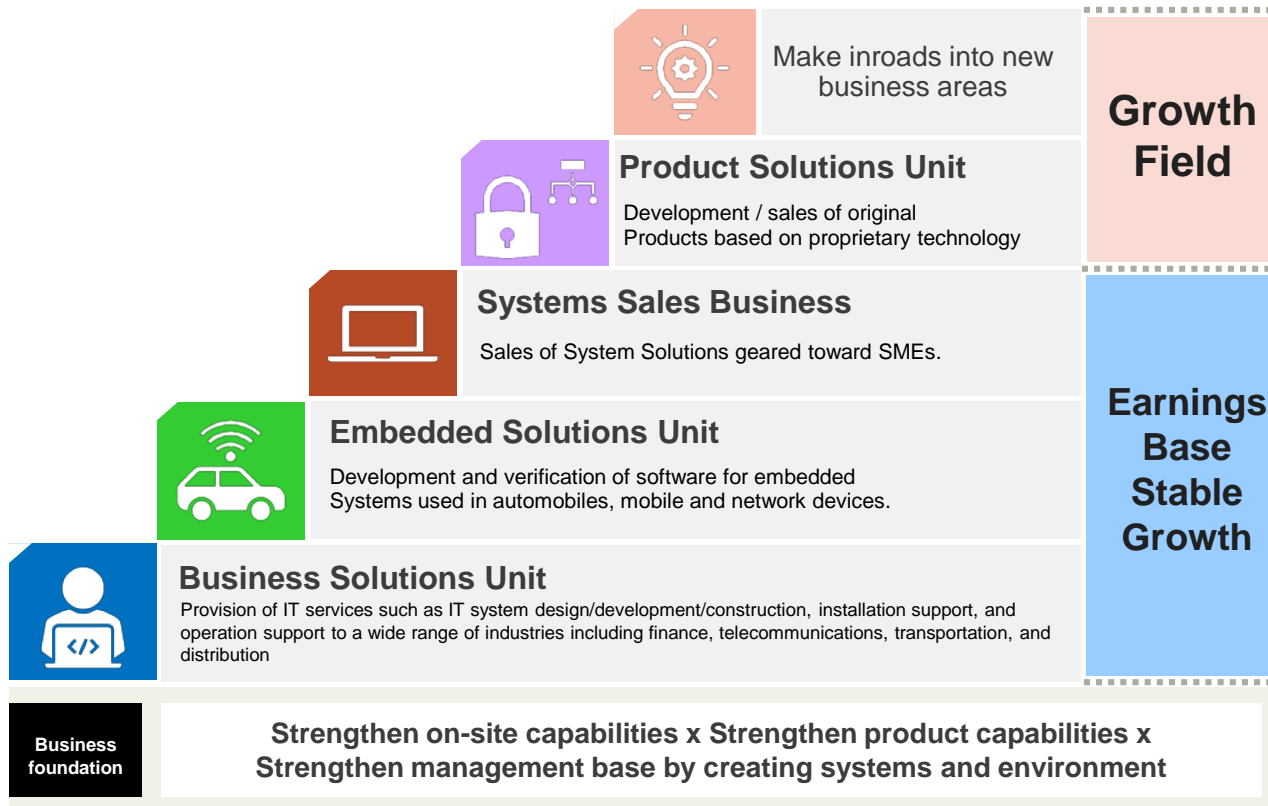 Make inroads into new
business areas
Growth
Field
Product Solutions Unit
Development / sales of original
Products based on proprietary technology
Systems Sales Business
Sales of System Solutions geared toward SMEs.
Earnings
Base
Stable
Growth
Embedded Solutions Unit
Development and verification of software for embedded
Systems used in automobiles, mobile and network devices.
Business Solutions Unit
Provision of IT services such as IT system design/development/construction, installation support, and
operation support to a wide range of industries including finance, telecommunications, transportation, and
distribution
</>
Business
foundation
Strengthen on-site capabilities x Strengthen product capabilities x
Strengthen management base by creating systems and environment